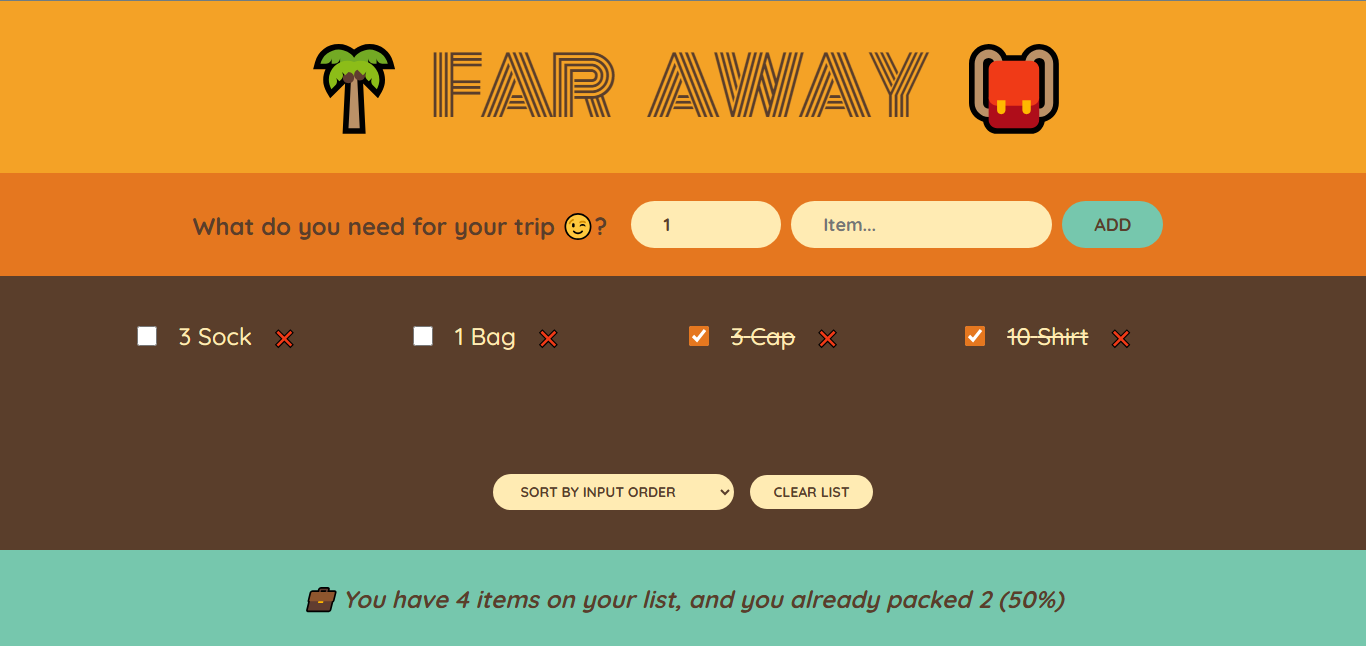 FAR AWAY
What do you need for your trip 😉? 1 Item... ADD
3 Sock ❌ 1 Bag ❌ 3 Cap ❌ 10 Shirt ❌
SORT BY INPUT ORDER CLEAR LIST
💼 You have 4 items on your list, and you already packed 2 (50%)